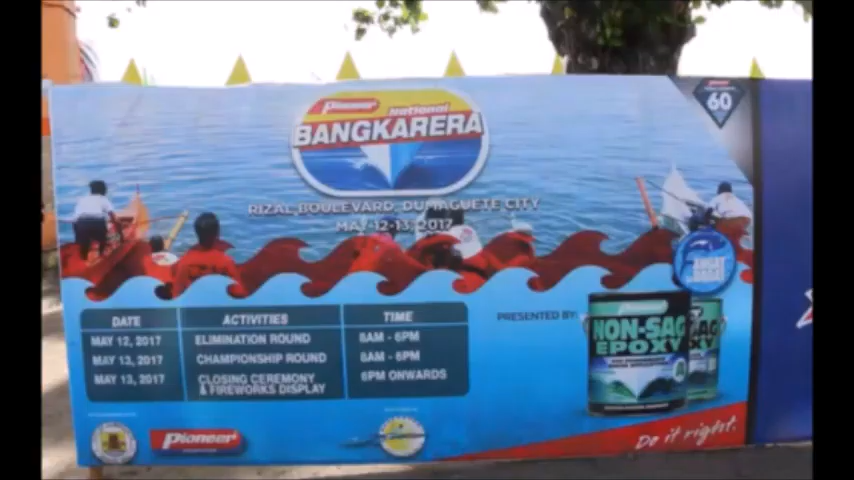 Pioneer National
BANGKARERA
60
RIZAL BOULEVARD, DUMAGUETE CITY
MAY 12-13, 2017
DATE ACTIVITIES TIME
MAY 12, 2017 ELIMINATION ROUND 8AM - 6PM
MAY 13, 2017 CHAMPIONSHIP ROUND 8AM - 6PM
MAY 13, 2017 CLOSING CEREMONY & FIREWORKS DISPLAY 6PM ONWARDS
PRESENTED BY:
NON-SAG
EPOXY
Pioneer
Do it right.